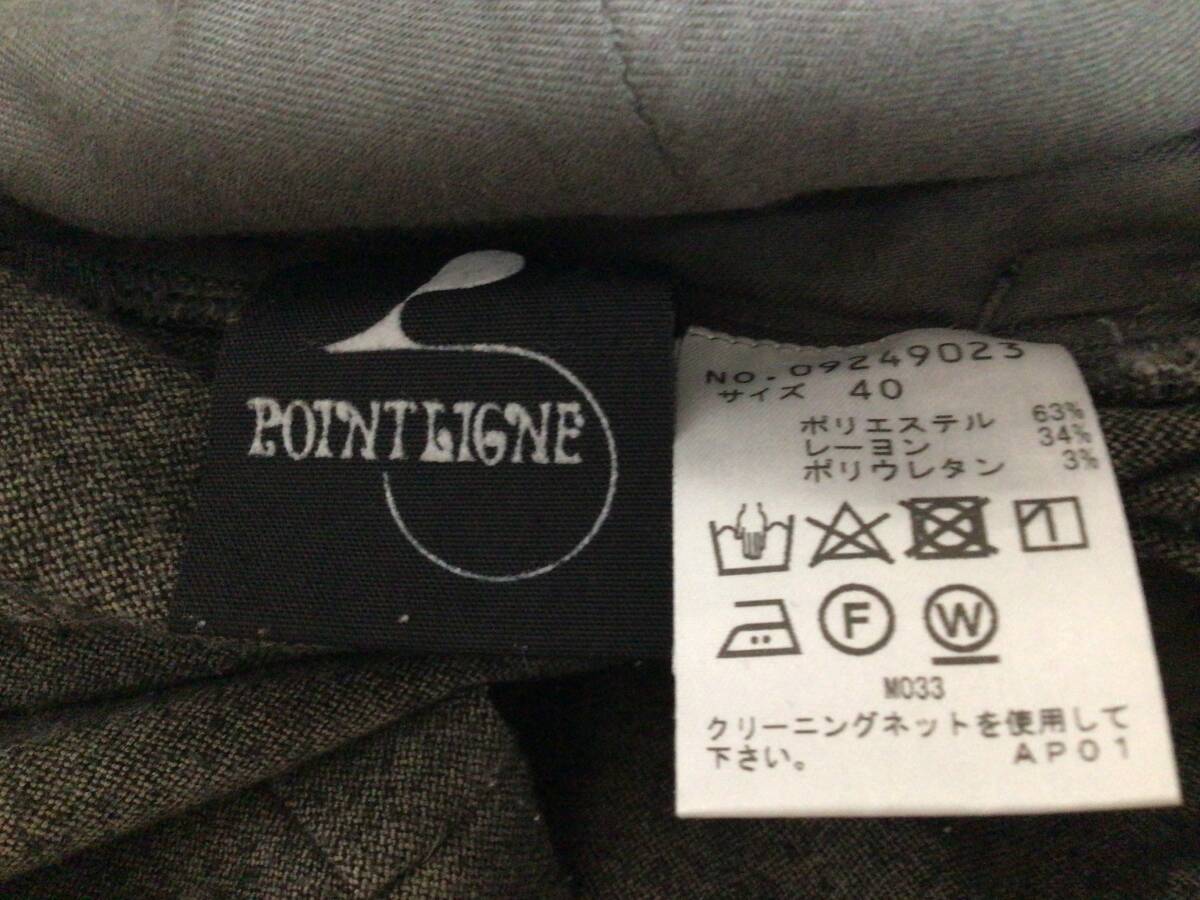 POINTLIGNE
NO.09249023
サイズ 40
ポリエステル 63%
レーヨン 34%
ポリウレタン 3%
F W
M033
クリーニングネットを使用して
下さい。 AP01